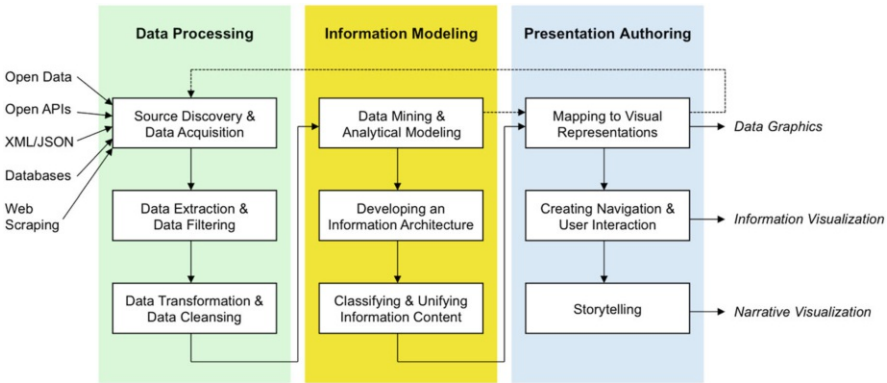 Data Processing
Information Modeling
Presentation Authoring
Open Data
Open APIs
XML/JSON
Databases
Web
Scraping
Source Discovery &
Data Acquisition
Data Extraction &
Data Filtering
Data Transformation &
Data Cleansing
Data Mining &
Analytical Modeling
Developing an
Information Architecture
Classifying & Unifying
Information Content
Mapping to Visual
Representations
Creating Navigation &
User Interaction
Storytelling
Data Graphics
Information Visualization
Narrative Visualization